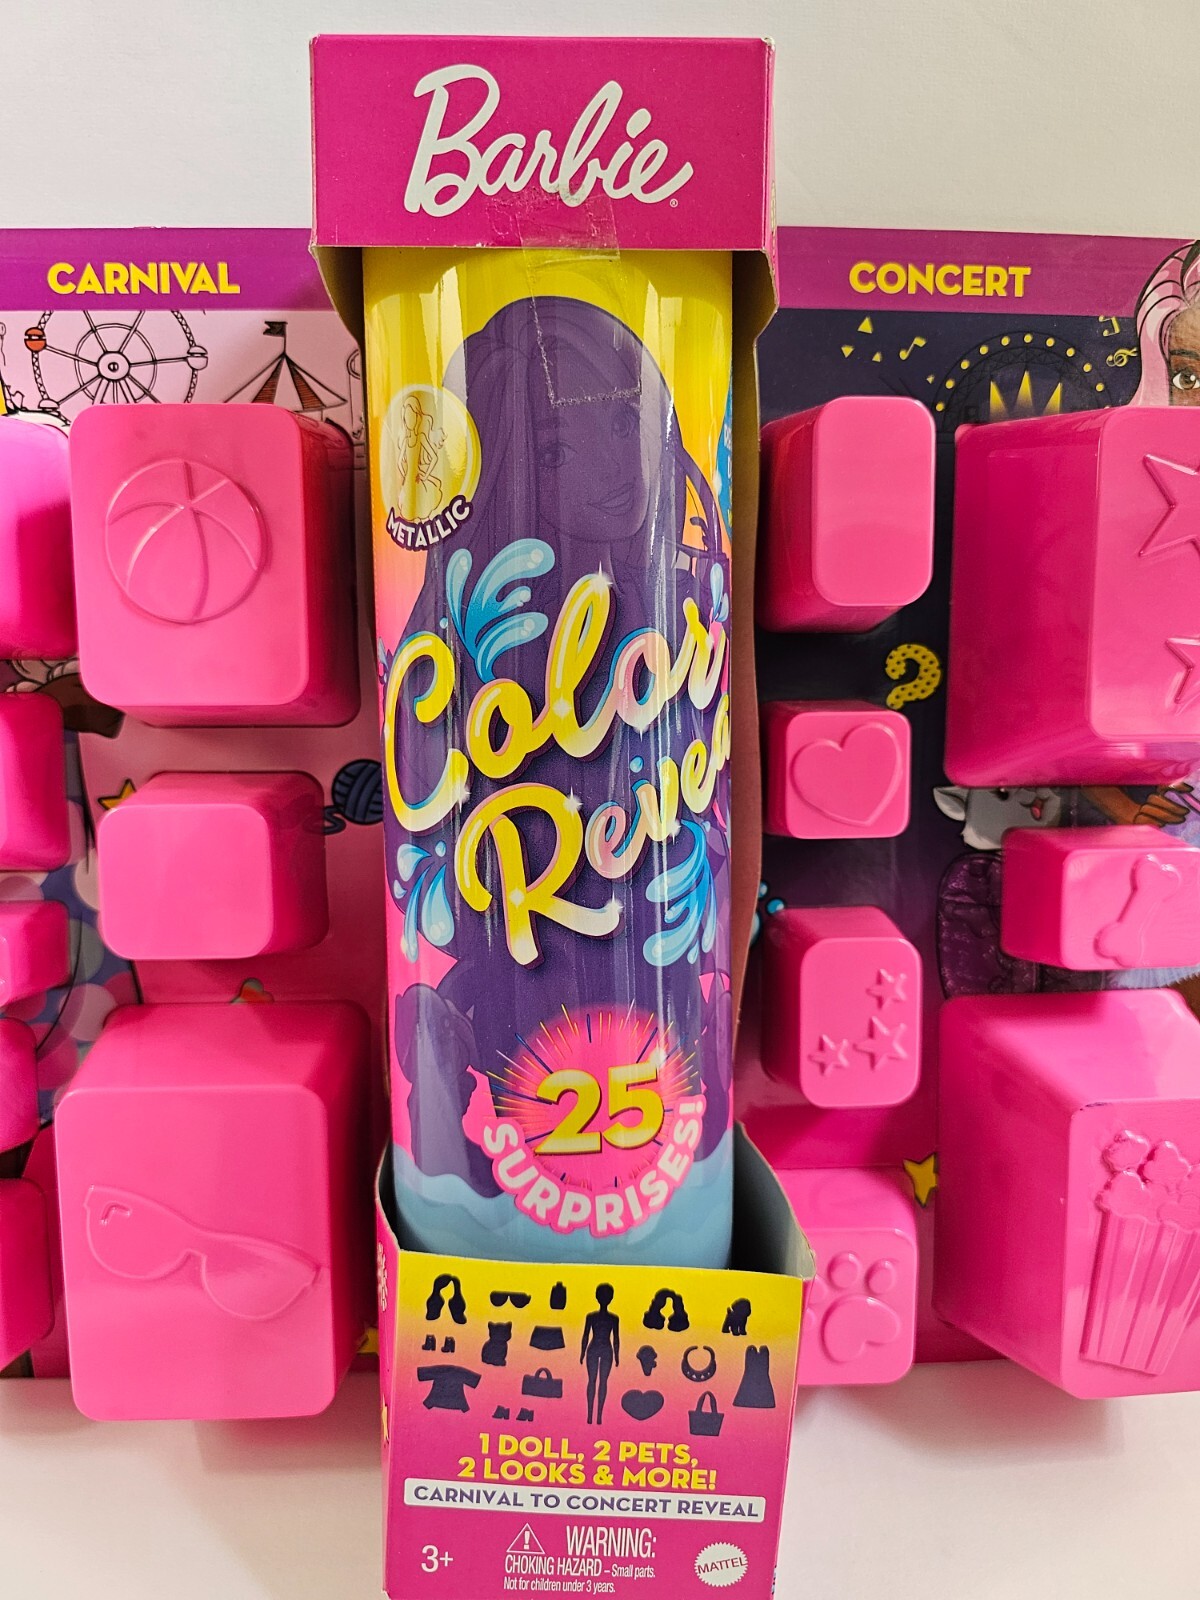 Barbie®
CARNIVAL
CONCERT
METALLIC
Color
Revea
25
SURPRISES!
1 DOLL, 2 PETS,
2 LOOKS & MORE!
CARNIVAL TO CONCERT REVEAL
3+
WARNING:
CHOKING HAZARD – Small parts.
Not for children under 3 years.
MATTEL